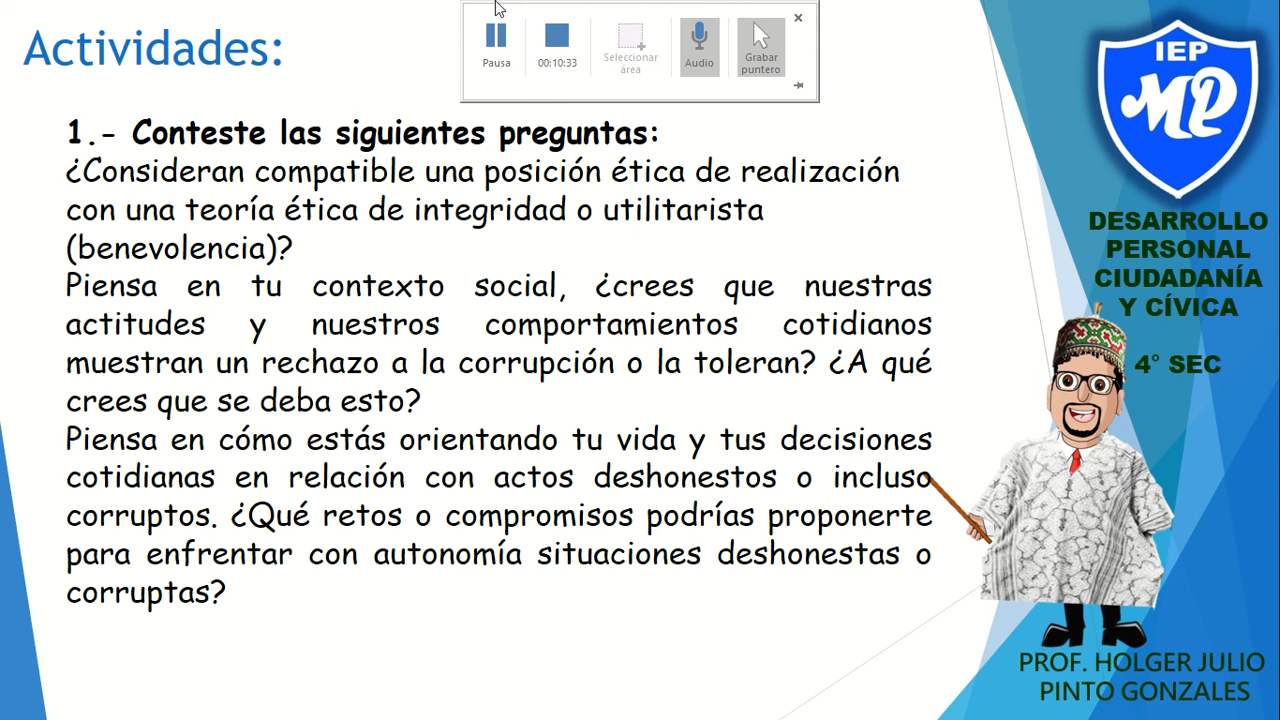 Actividades:
Pausa
00:10:33
Seleccionar
área
Audio
Grabar
puntero
1.- Conteste las siguientes preguntas:
¿Consideran compatible una posición ética de realización
con una teoría ética de integridad o utilitarista
(benevolencia)?
Piensa en tu contexto social, ¿crees que nuestras
actitudes y nuestros comportamientos cotidianos
muestran un rechazo a la corrupción o la toleran? ¿A qué
crees que se deba esto?
Piensa en cómo estás orientando tu vida y tus decisiones
cotidianas en relación con actos deshonestos o incluso
corruptos. ¿Qué retos o compromisos podrías proponerte
para enfrentar con autonomía situaciones deshonestas o
corruptas?
IEP
MP
DESARROLLO
PERSONAL
CIUDADANÍA
Y CÍVICA
4° SEC
PROF. HOLGER JULIO
PINTO GONZALES